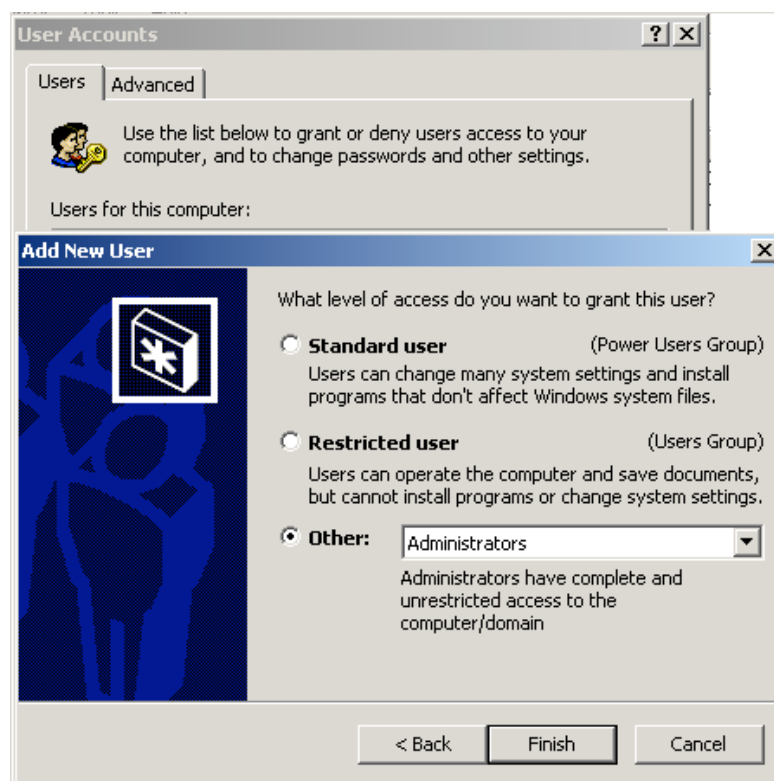 User Accounts
Users
Advanced
Use the list below to grant or deny users access to your
computer, and to change passwords and other settings.
Users for this computer:
Add New User
What level of access do you want to grant this user?
Standard user (Power Users Group)
Users can change many system settings and install
programs that don't affect Windows system files.
Restricted user (Users Group)
Users can operate the computer and save documents,
but cannot install programs or change system settings.
Other: Administrators
Administrators have complete and
unrestricted access to the
computer/domain
< Back Finish Cancel